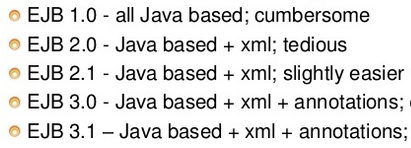 EJB 1.0 - all Java based; cumbersome
EJB 2.0 - Java based + xml; tedious
EJB 2.1 - Java based + xml; slightly easier
EJB 3.0 - Java based + xml + annotations;
EJB 3.1 – Java based + xml + annotations;